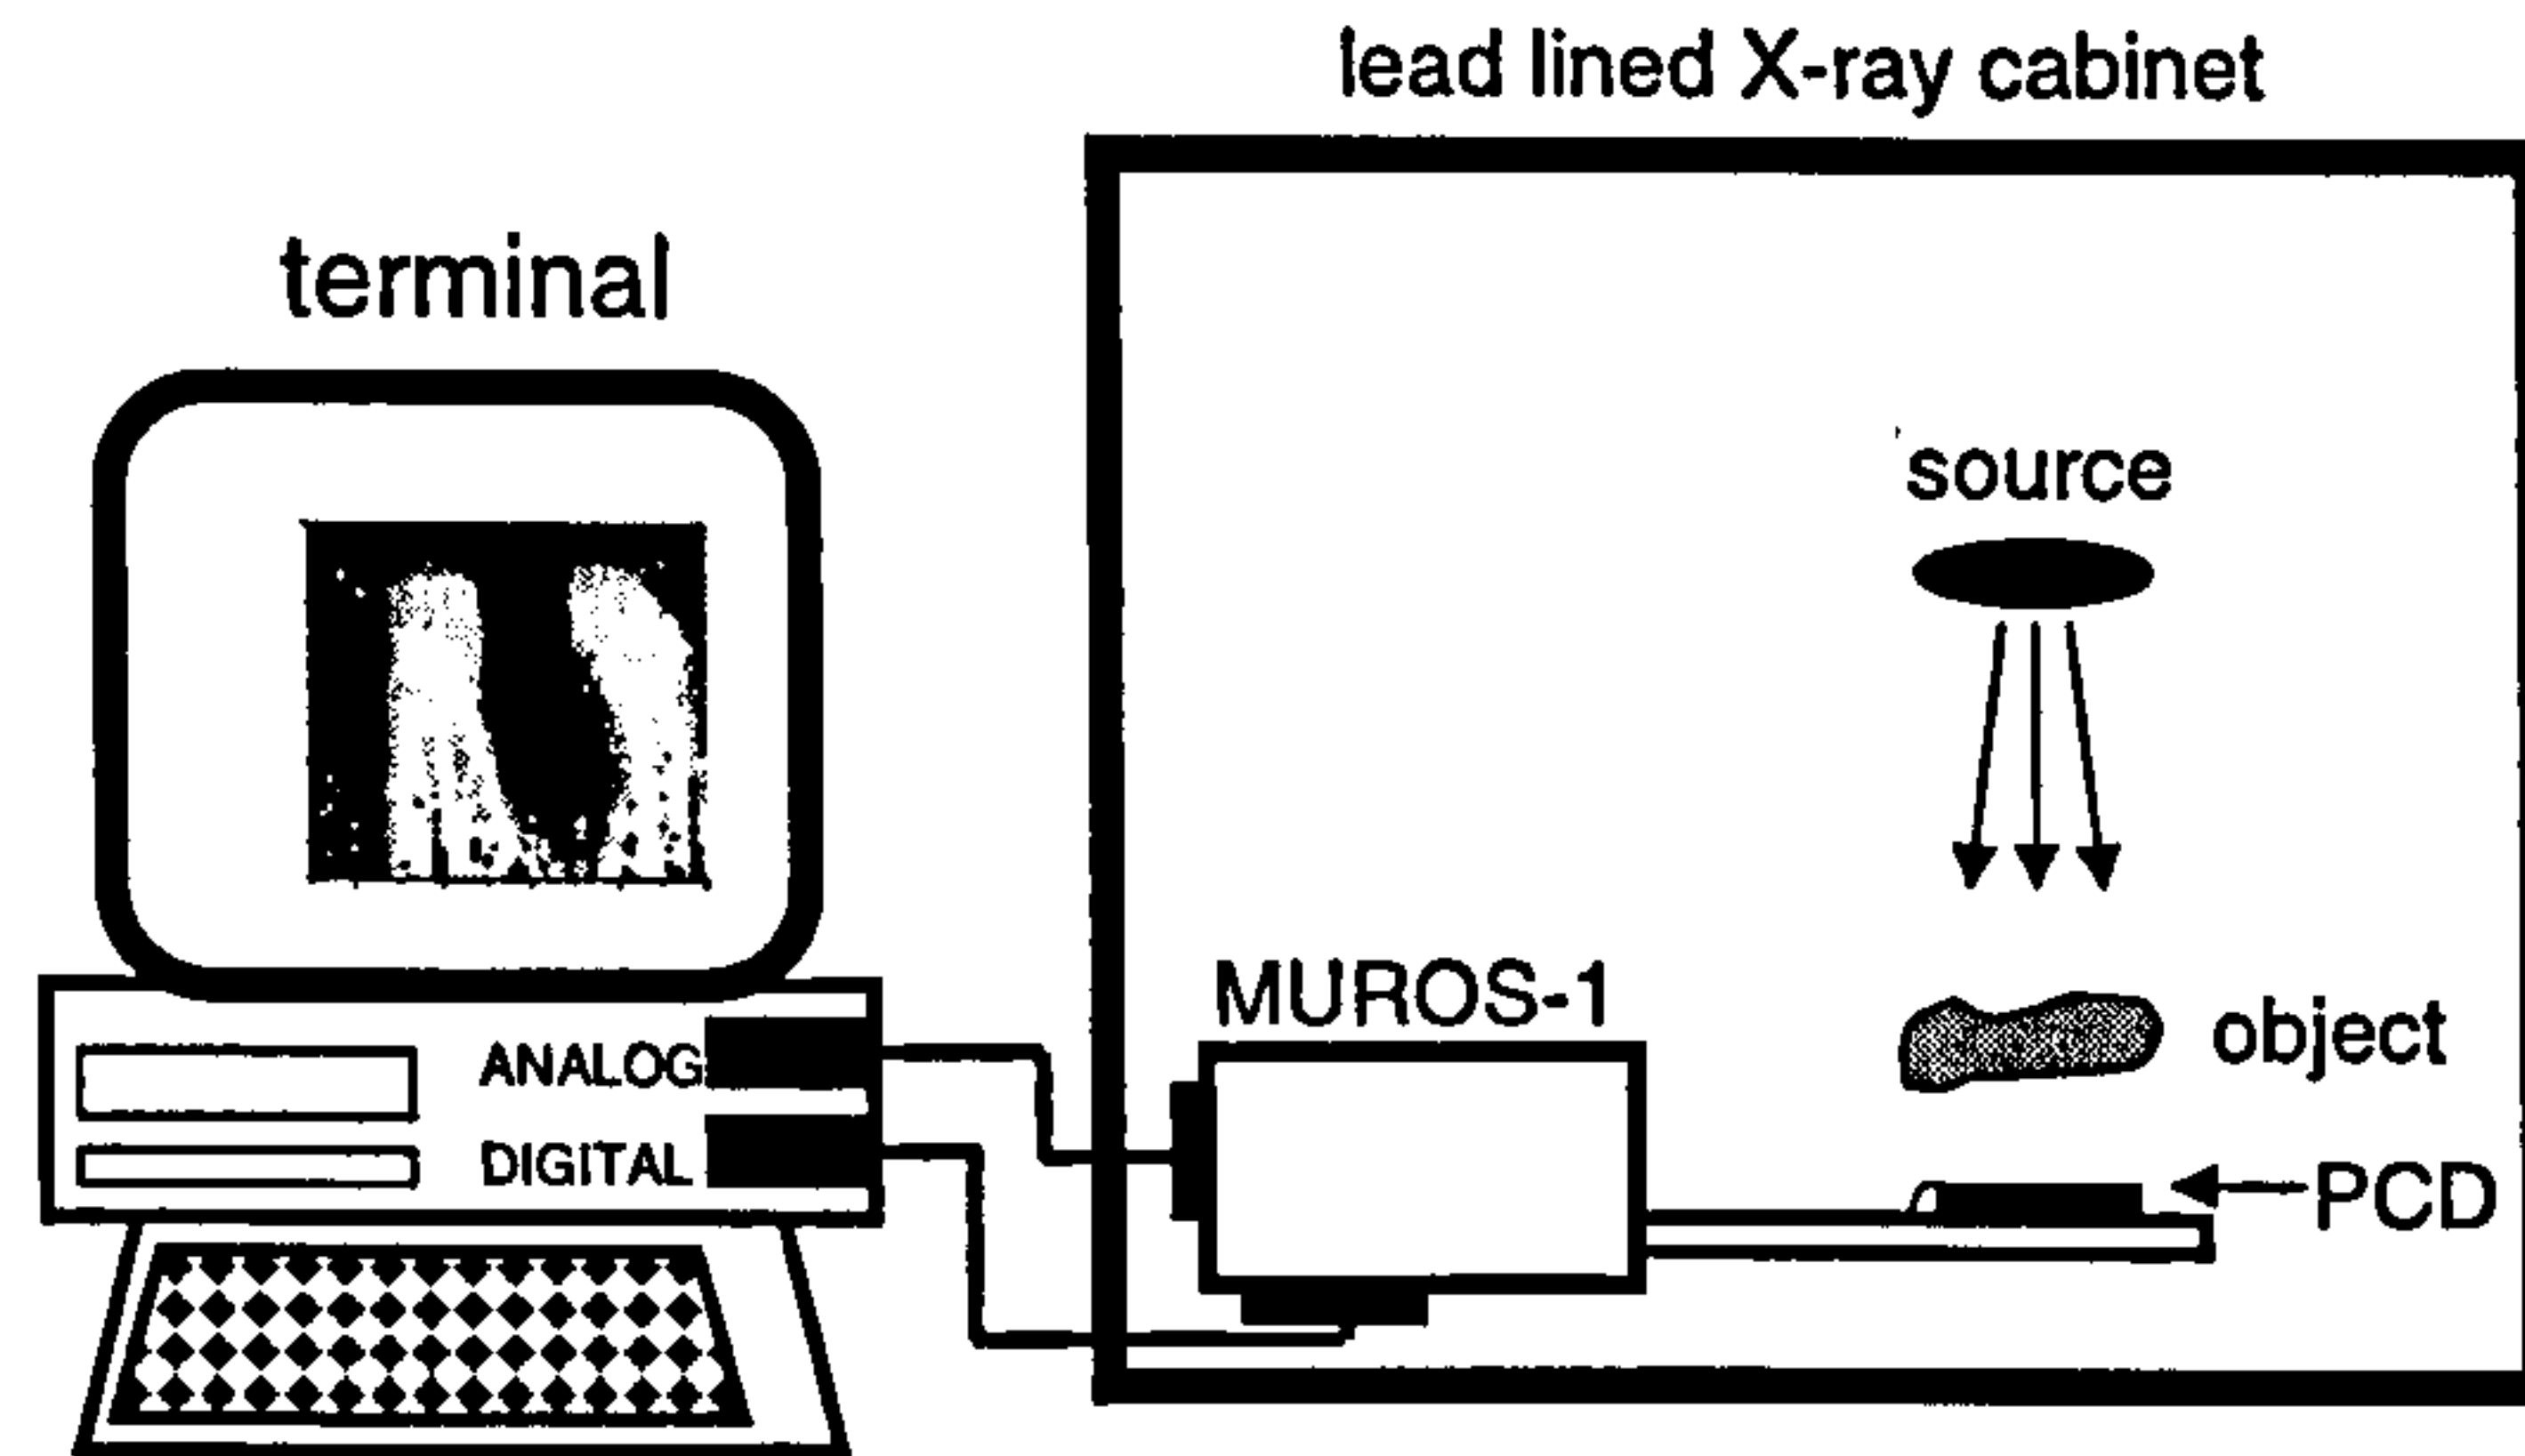 lead lined X-ray cabinet
terminal
source
MUROS-1
object
ANALOG
DIGITAL
PCD